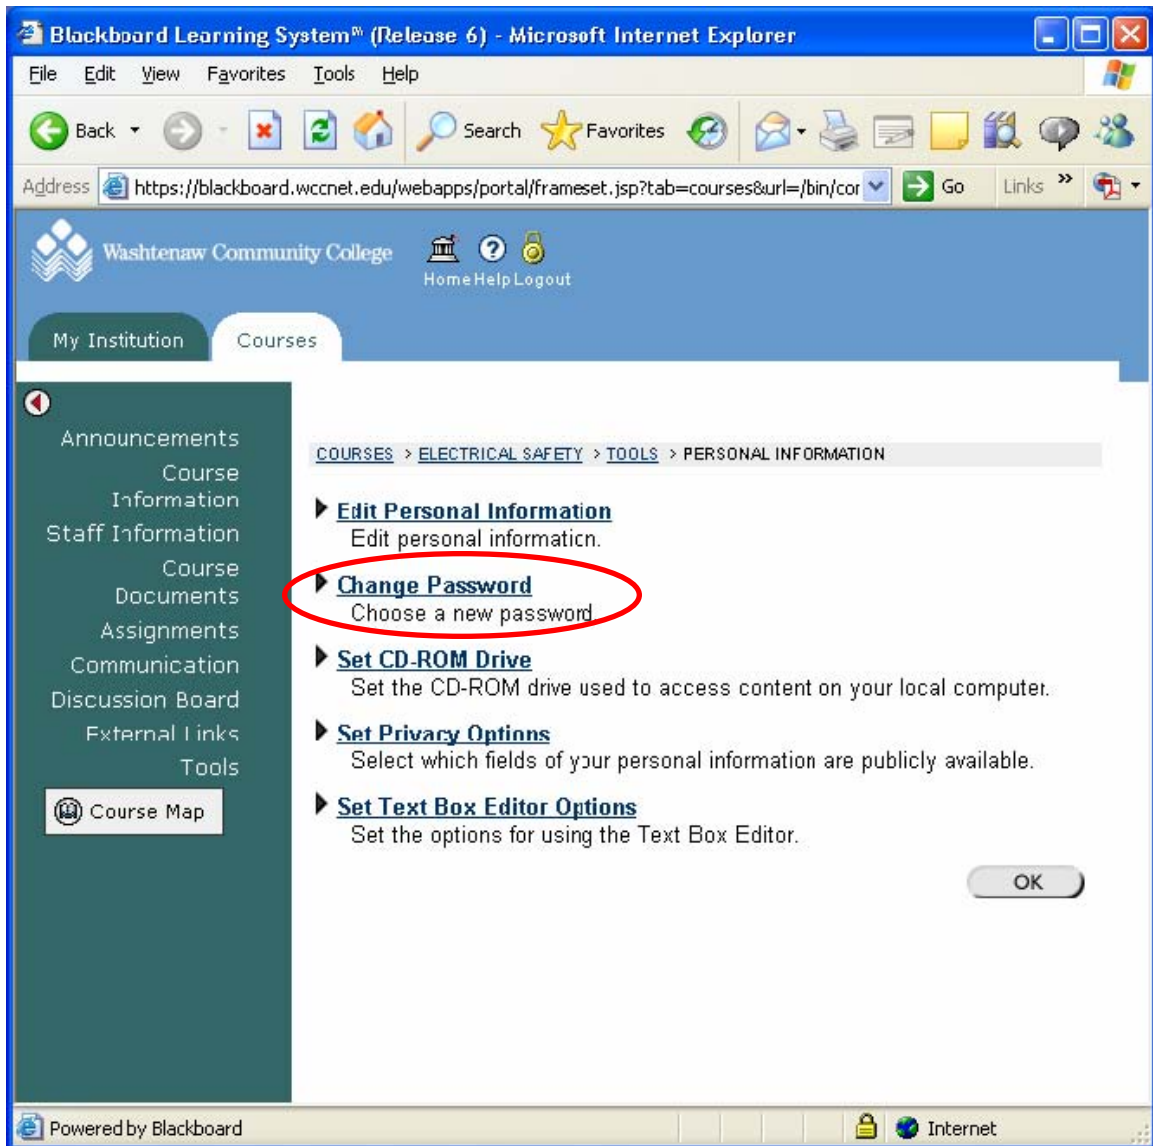 Blackboard Learning System™ (Release 6) - Microsoft Internet Explorer
File Edit View Favorites Tools Help
Back Search Favorites
Address https://blackboard.wccnet.edu/webapps/portal/frameset.jsp?tab=courses&url=/bin/cor Go Links »
Washtenaw Community College
Home Help Logout
My Institution Courses
Announcements
Course
Information
Staff Information
Course
Documents
Assignments
Communication
Discussion Board
External Links
Tools
Course Map
COURSES > ELECTRICAL SAFETY > TOOLS > PERSONAL INFORMATION
Edit Personal Information
Edit personal information.
Change Password
Choose a new password.
Set CD-ROM Drive
Set the CD-ROM drive used to access content on your local computer.
Set Privacy Options
Select which fields of your personal information are publicly available.
Set Text Box Editor Options
Set the options for using the Text Box Editor.
OK
Powered by Blackboard Internet